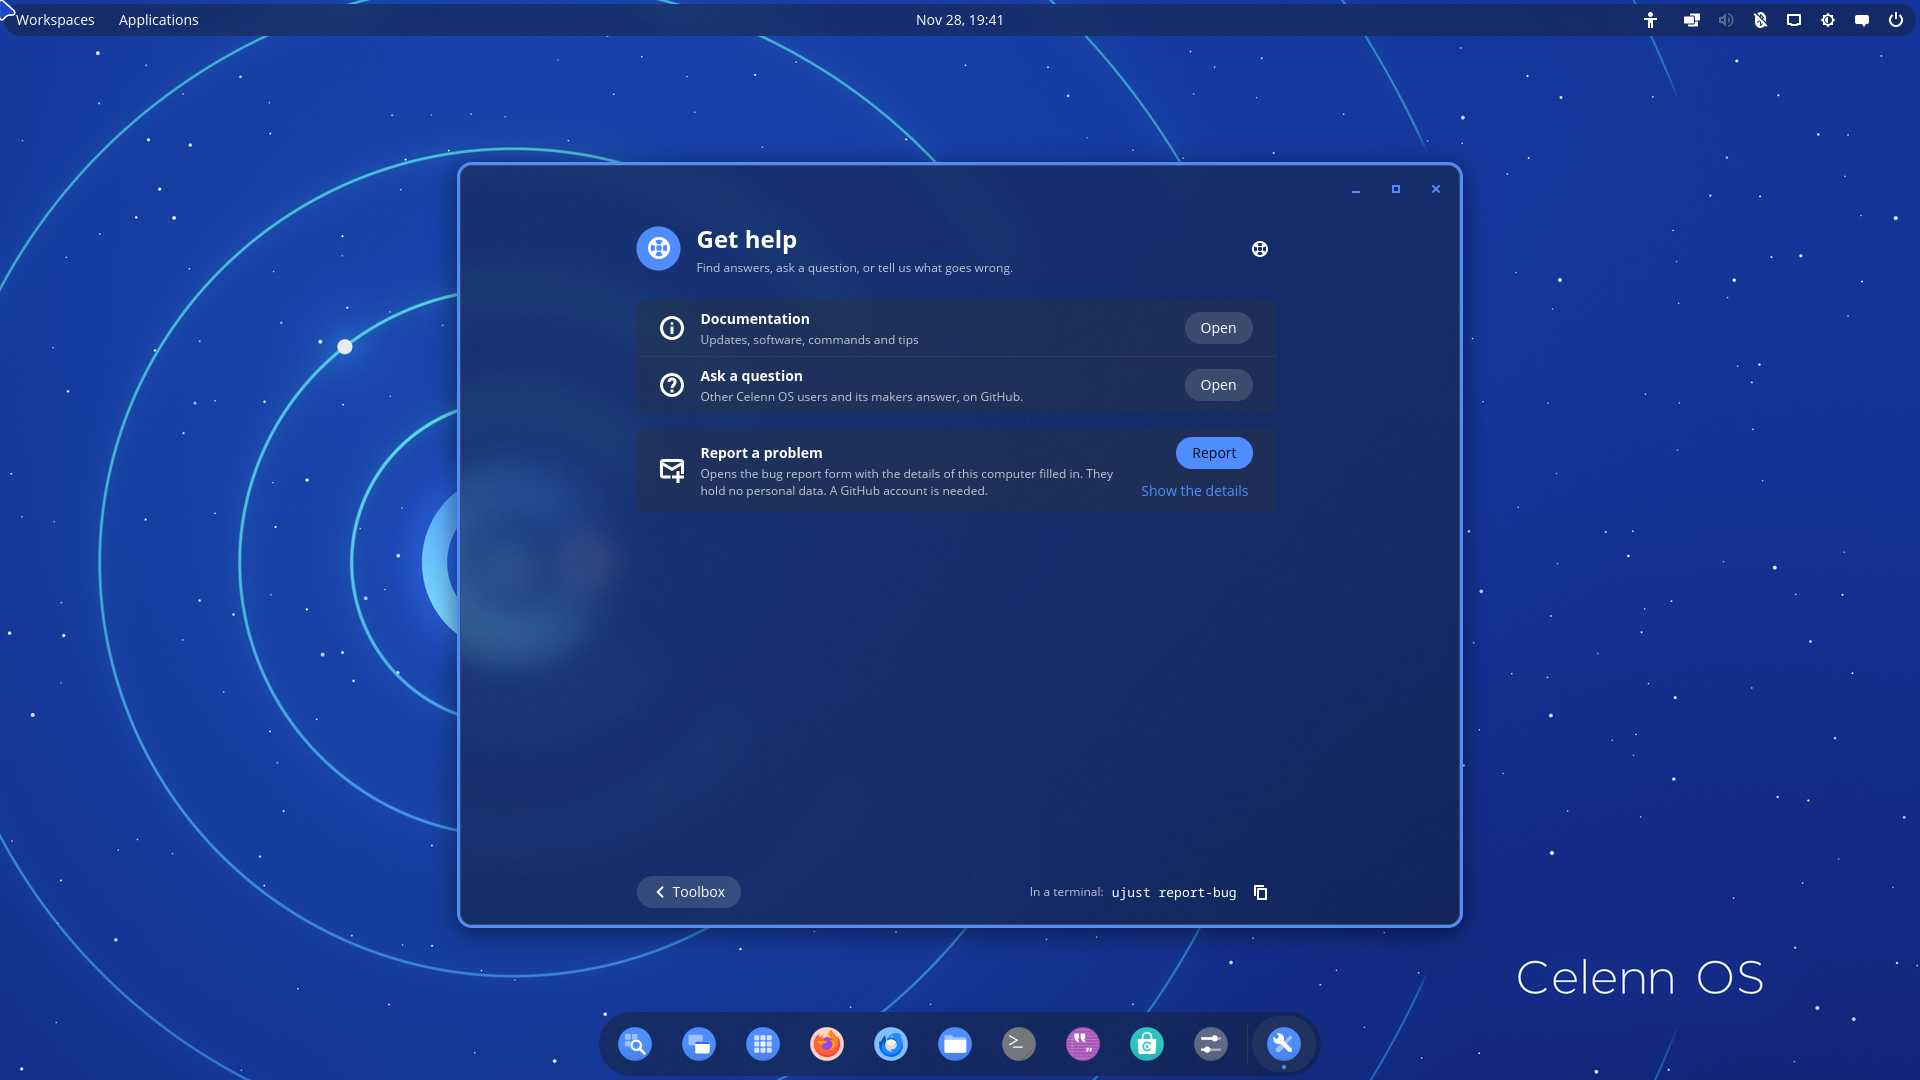 Workspaces Applications Nov 28, 19:41
Get help
Find answers, ask a question, or tell us what goes wrong.
Documentation
Updates, software, commands and tips
Open
Ask a question
Other Celenn OS users and its makers answer, on GitHub.
Open
Report a problem
Opens the bug report form with the details of this computer filled in. They
hold no personal data. A GitHub account is needed.
Report
Show the details
Toolbox
In a terminal: ujust report-bug
Celenn OS